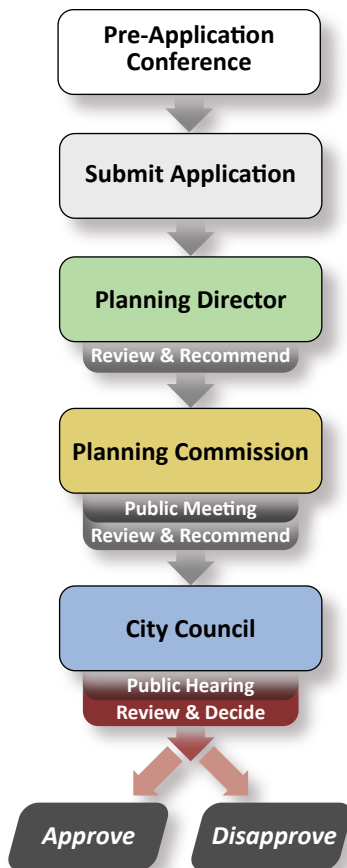 Pre-Application
Conference
Submit Application
Planning Director
Review & Recommend
Planning Commission
Public Meeting
Review & Recommend
City Council
Public Hearing
Review & Decide
Approve
Disapprove